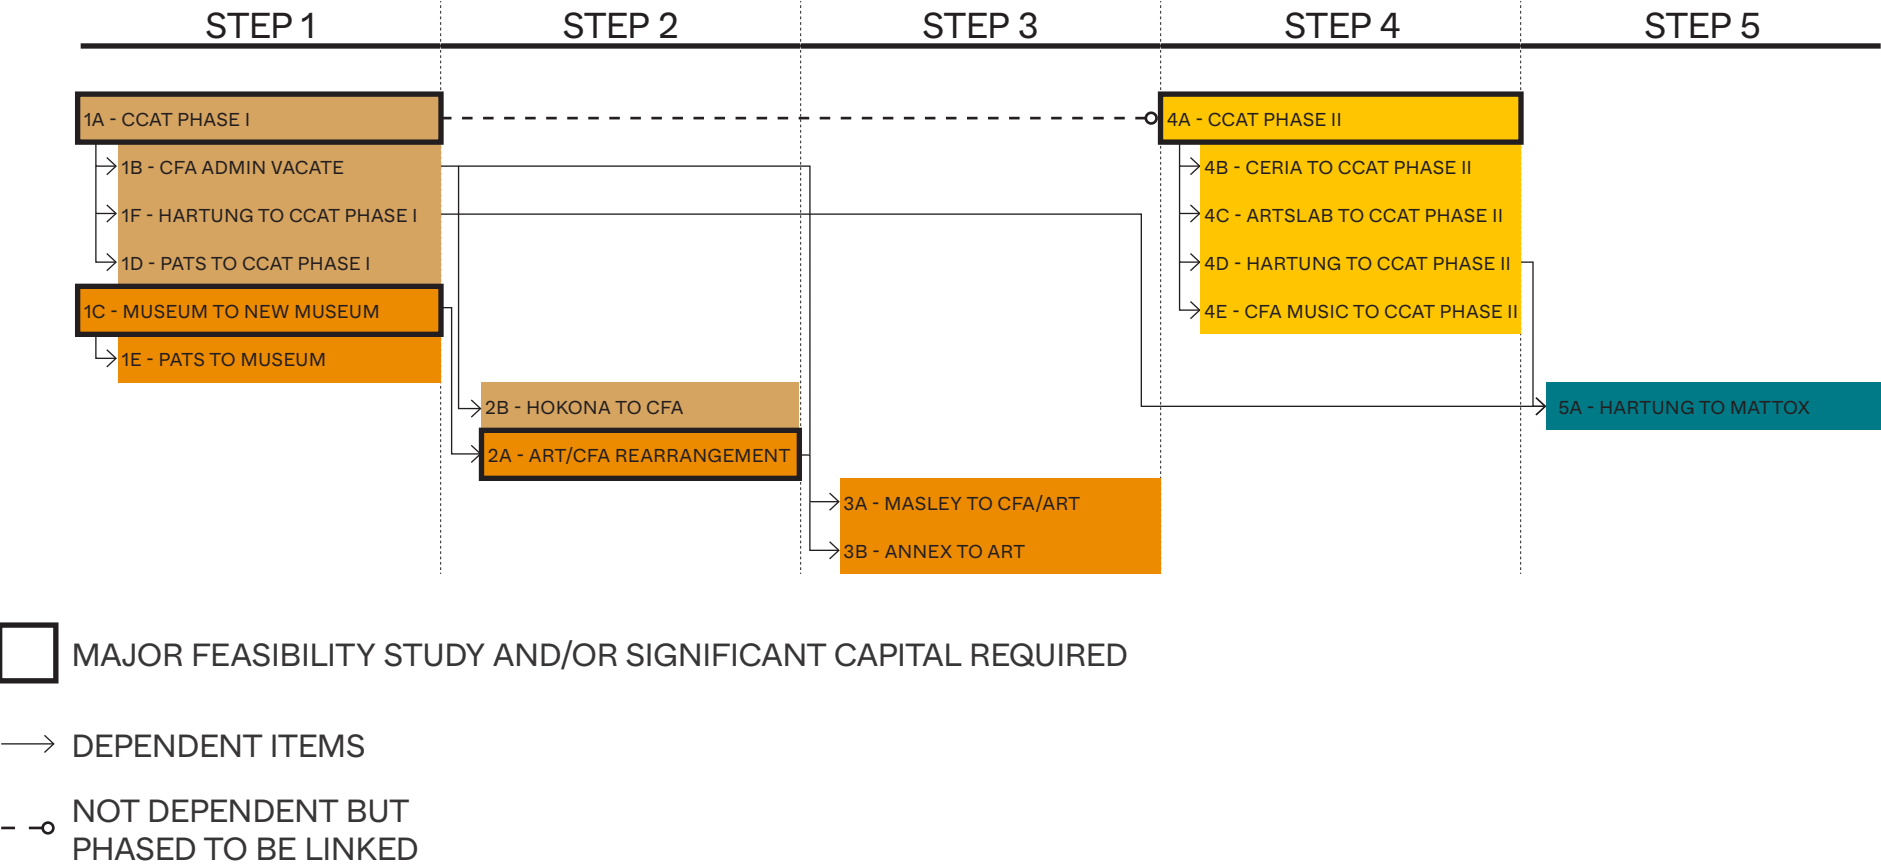 STEP 1
STEP 2
STEP 3
STEP 4
STEP 5
1A - CCAT PHASE I
4A - CCAT PHASE II
1B - CFA ADMIN VACATE
4B - CERIA TO CCAT PHASE II
1F - HARTUNG TO CCAT PHASE I
4C - ARTSLAB TO CCAT PHASE II
1D - PATS TO CCAT PHASE I
4D - HARTUNG TO CCAT PHASE II
1C - MUSEUM TO NEW MUSEUM
4E - CFA MUSIC TO CCAT PHASE II
1E - PATS TO MUSEUM
2B - HOKONA TO CFA
5A - HARTUNG TO MATTOX
2A - ART/CFA REARRANGEMENT
3A - MASLEY TO CFA/ART
3B - ANNEX TO ART
MAJOR FEASIBILITY STUDY AND/OR SIGNIFICANT CAPITAL REQUIRED
DEPENDENT ITEMS
NOT DEPENDENT BUT
PHASED TO BE LINKED